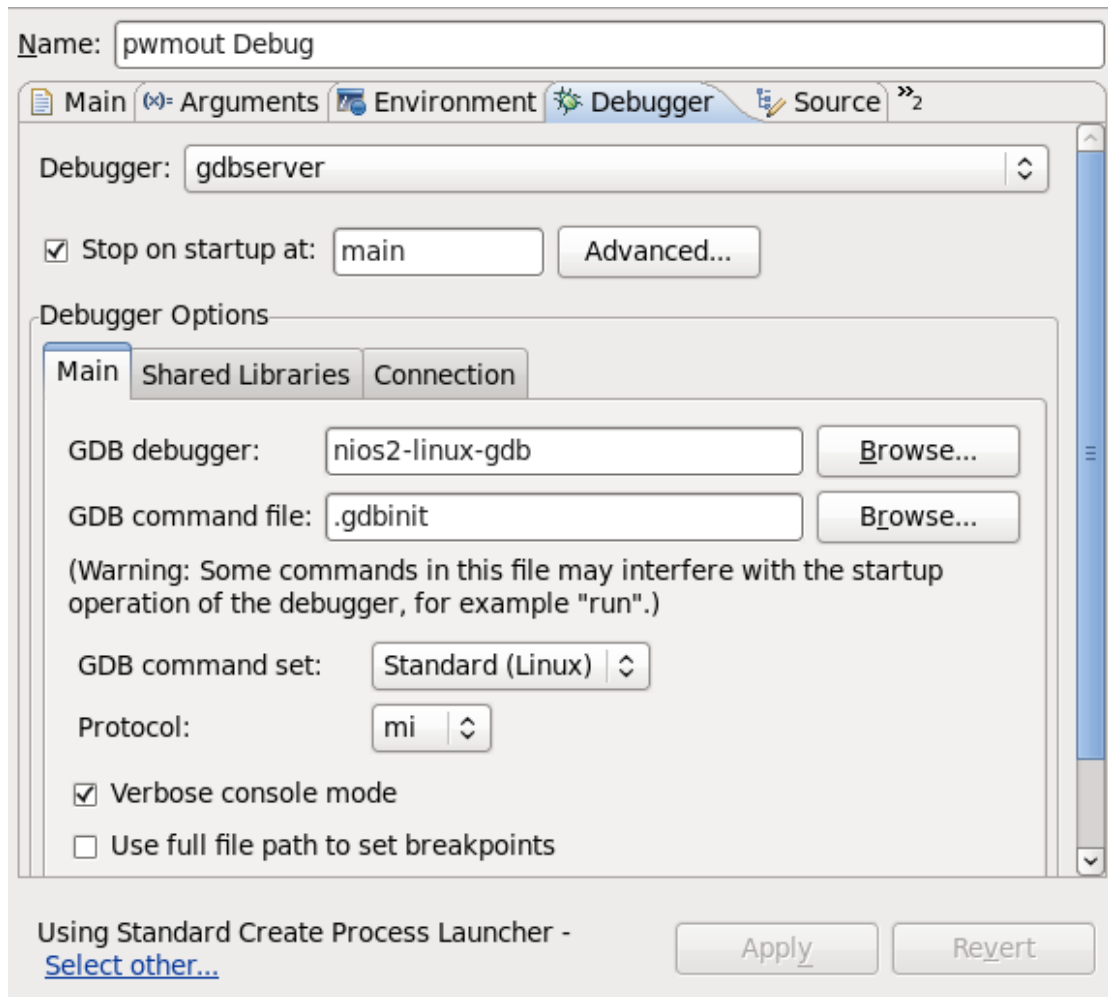 Name: pwmout Debug
Main (x)= Arguments Environment Debugger Source »2
Debugger: gdbserver
Stop on startup at: main Advanced...
Debugger Options
Main Shared Libraries Connection
GDB debugger: nios2-linux-gdb Browse...
GDB command file: .gdbinit Browse...
(Warning: Some commands in this file may interfere with the startup
operation of the debugger, for example "run".)
GDB command set: Standard (Linux)
Protocol: mi
Verbose console mode
Use full file path to set breakpoints
Using Standard Create Process Launcher -
Select other...
Apply Revert